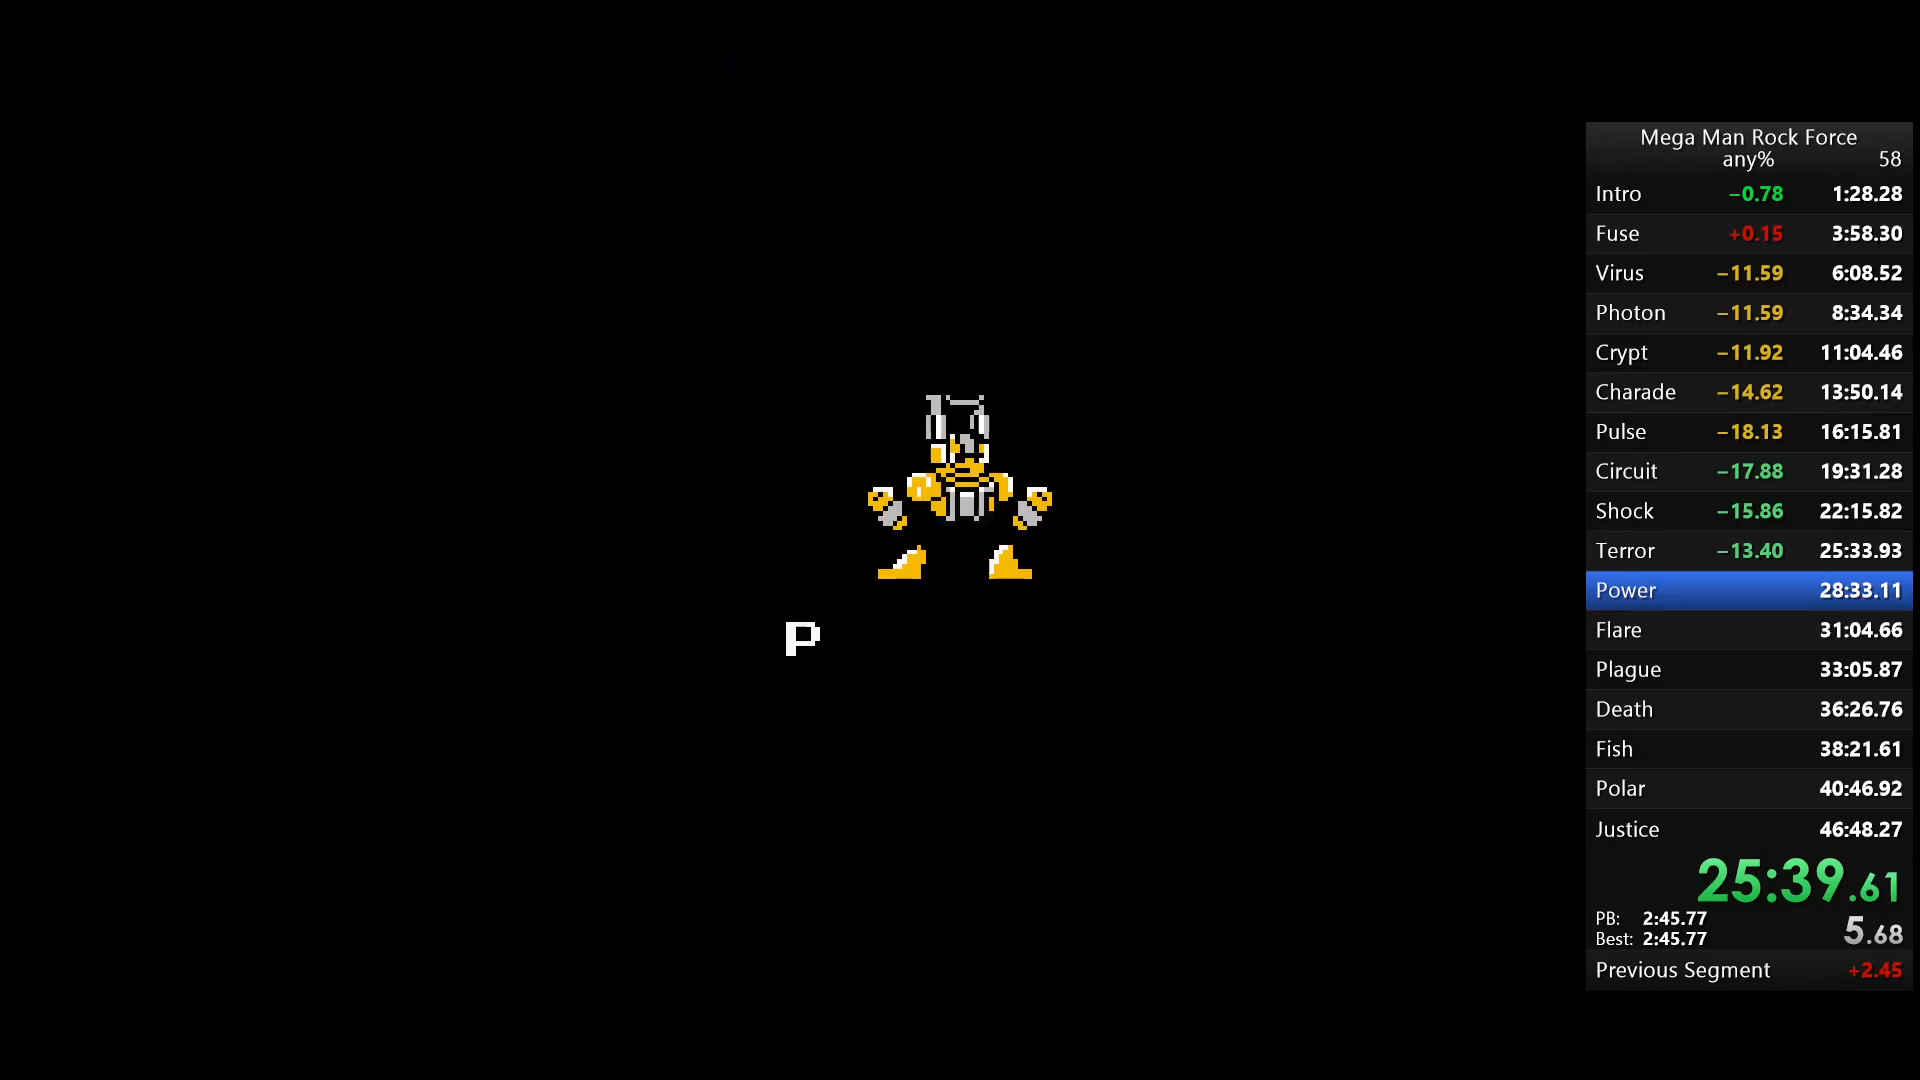 P
Mega Man Rock Force
any% 58
Intro −0.78 1:28.28
Fuse +0.15 3:58.30
Virus −11.59 6:08.52
Photon −11.59 8:34.34
Crypt −11.92 11:04.46
Charade −14.62 13:50.14
Pulse −18.13 16:15.81
Circuit −17.88 19:31.28
Shock −15.86 22:15.82
Terror −13.40 25:33.93
Power 28:33.11
Flare 31:04.66
Plague 33:05.87
Death 36:26.76
Fish 38:21.61
Polar 40:46.92
Justice 46:48.27
25:39.61
PB: 2:45.77
Best: 2:45.77
5.68
Previous Segment +2.45